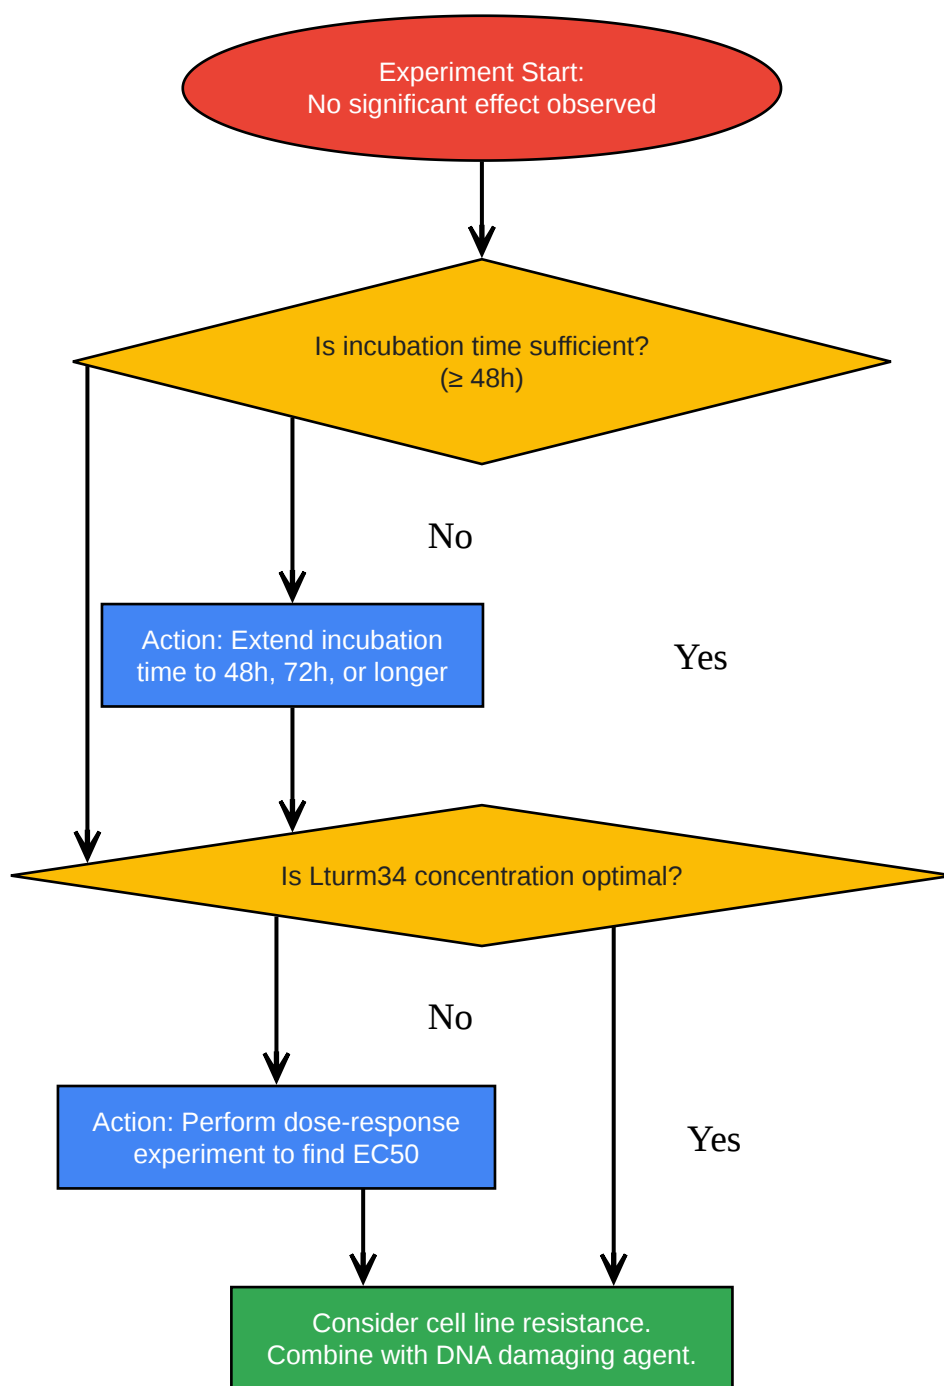 Experiment Start:
No significant effect observed
Is incubation time sufficient?
(≥ 48h)
No
Action: Extend incubation
time to 48h, 72h, or longer
Yes
Is Lturm34 concentration optimal?
No
Action: Perform dose-response
experiment to find EC50
Yes
Consider cell line resistance.
Combine with DNA damaging agent.